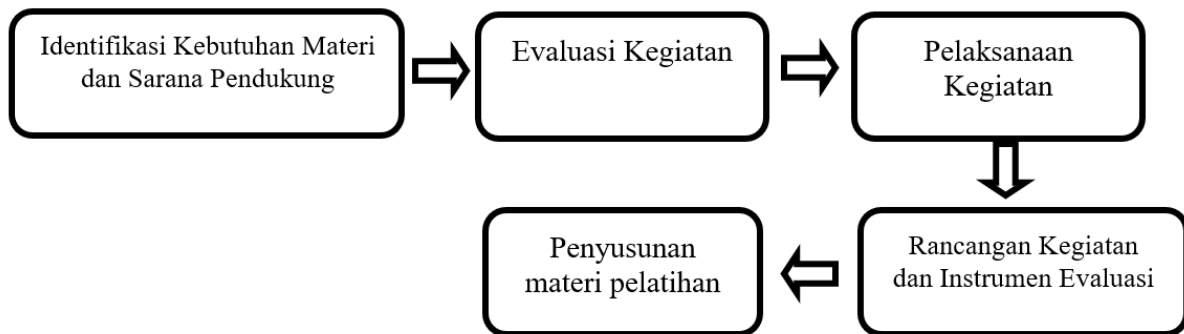 Identifikasi Kebutuhan Materi
dan Sarana Pendukung
Evaluasi Kegiatan
Pelaksanaan
Kegiatan
Rancangan Kegiatan
dan Instrumen Evaluasi
Penyusunan
materi pelatihan